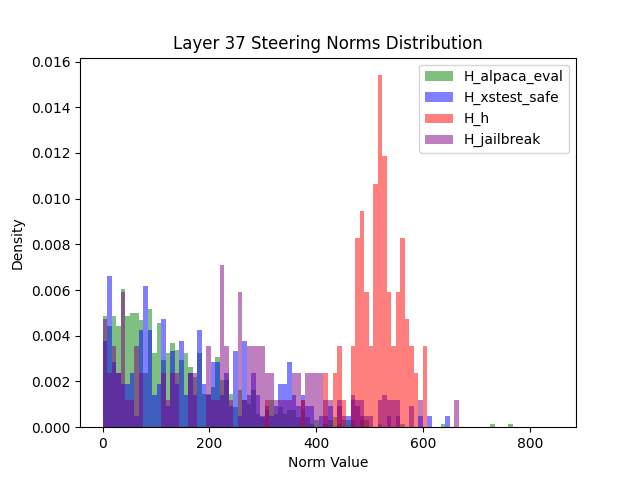 Layer 37 Steering Norms Distribution
H_alpaca_eval
H_xstest_safe
H_h
H_jailbreak
0.016
0.014
0.012
0.010
0.008
0.006
0.004
0.002
0.000
Density
0 200 400 600 800
Norm Value